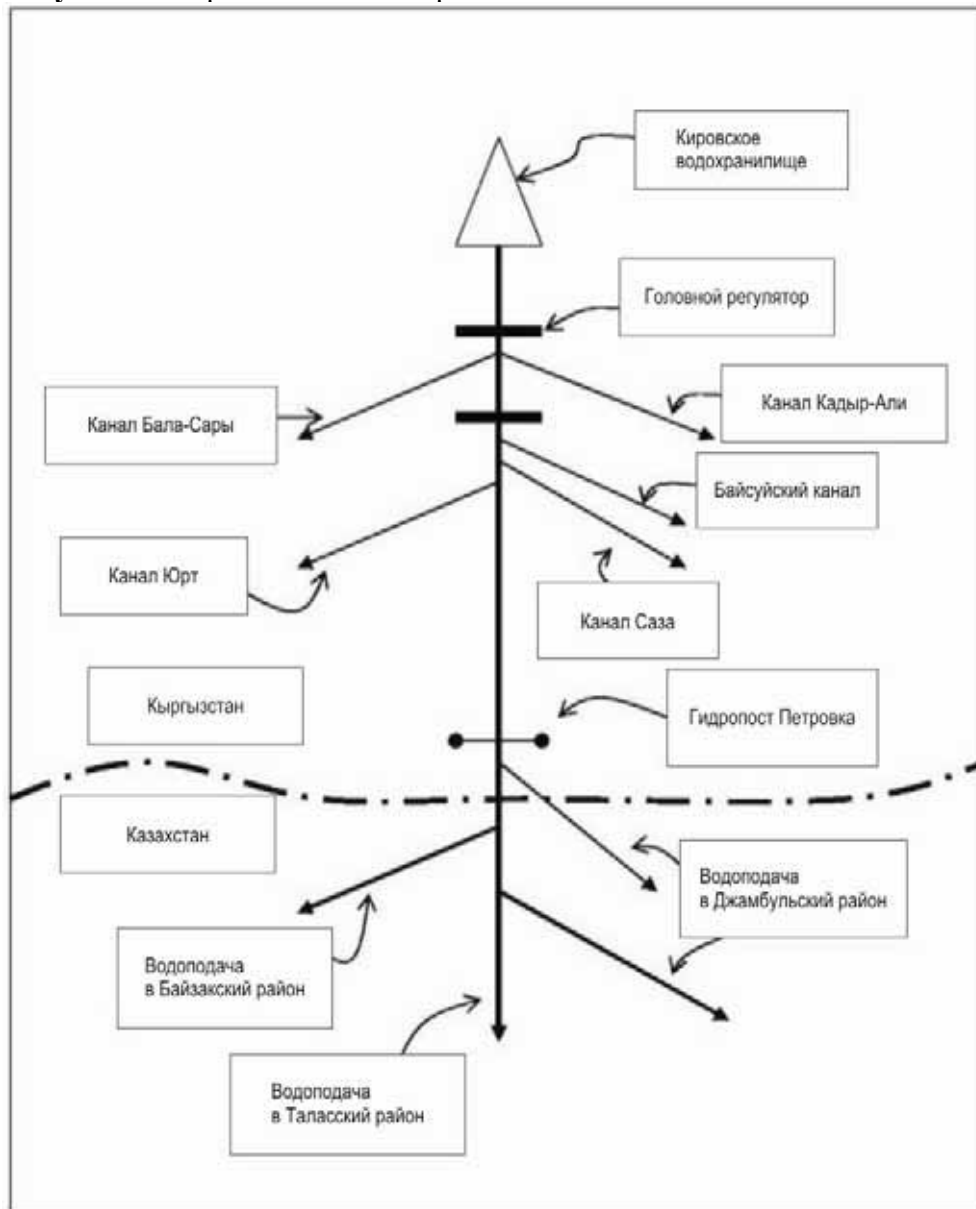 Кировское
водохранилище
Головной регулятор
Канал Бала-Сары
Канал Кадыр-Али
Байсуйский канал
Канал Юрт
Канал Саза
Кыргызстан
Гидропост Петровка
Казахстан
Водоподача
в Джамбульский район
Водоподача
в Байзакский район
Водоподача
в Таласский район